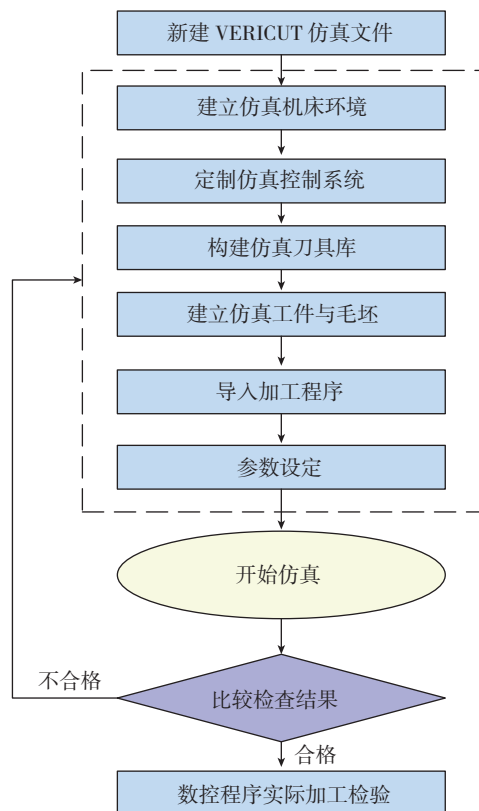 新建 VERICUT 仿真文件
建立仿真机床环境
定制仿真控制系统
构建仿真刀具库
建立仿真工件与毛坯
导入加工程序
参数设定
开始仿真
不合格
比较检查结果
合格
数控程序实际加工检验